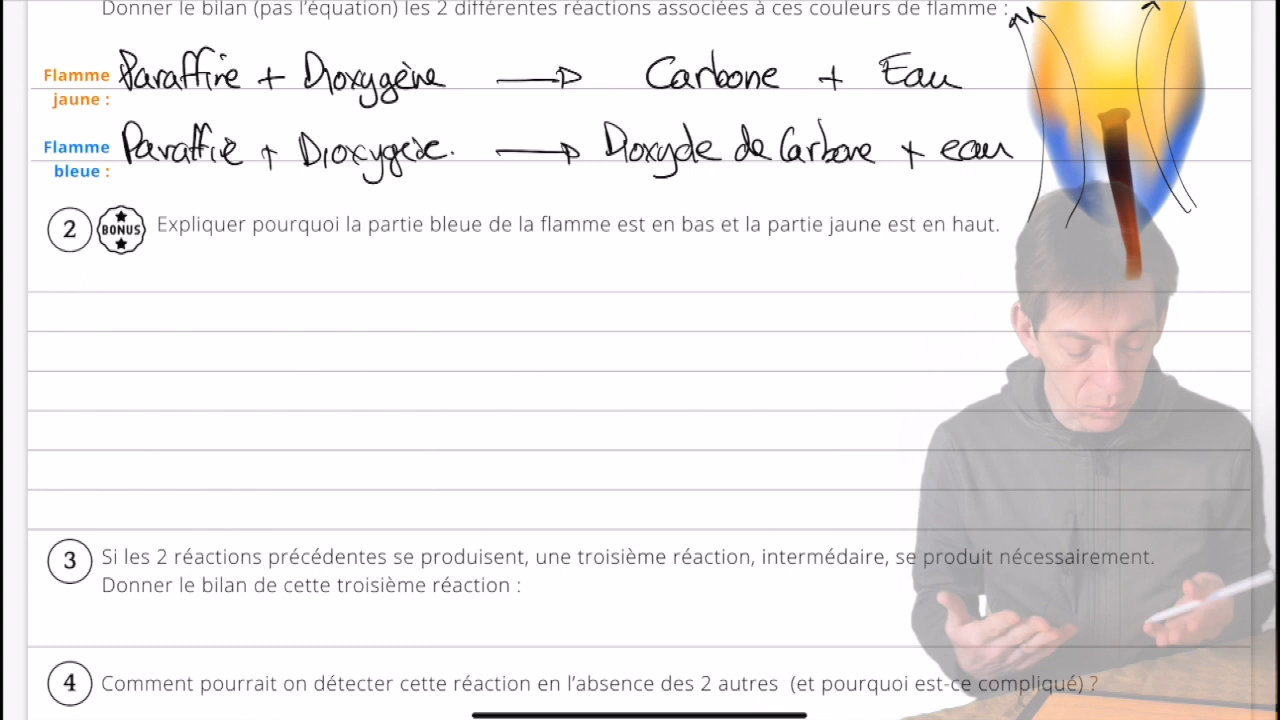 Donner le bilan (pas l'équation) les 2 différentes réactions associées à ces couleurs de flamme :
Flamme jaune : Paraffine + Dioxygène → Carbone + Eau
Flamme bleue : Paraffine + Dioxygène. → Dioxyde de Carbone + eau
2 BONUS Expliquer pourquoi la partie bleue de la flamme est en bas et la partie jaune est en haut.
3 Si les 2 réactions précédentes se produisent, une troisième réaction, intermédaire, se produit nécessairement.
Donner le bilan de cette troisième réaction :
4 Comment pourrait on détecter cette réaction en l'absence des 2 autres (et pourquoi est-ce compliqué) ?